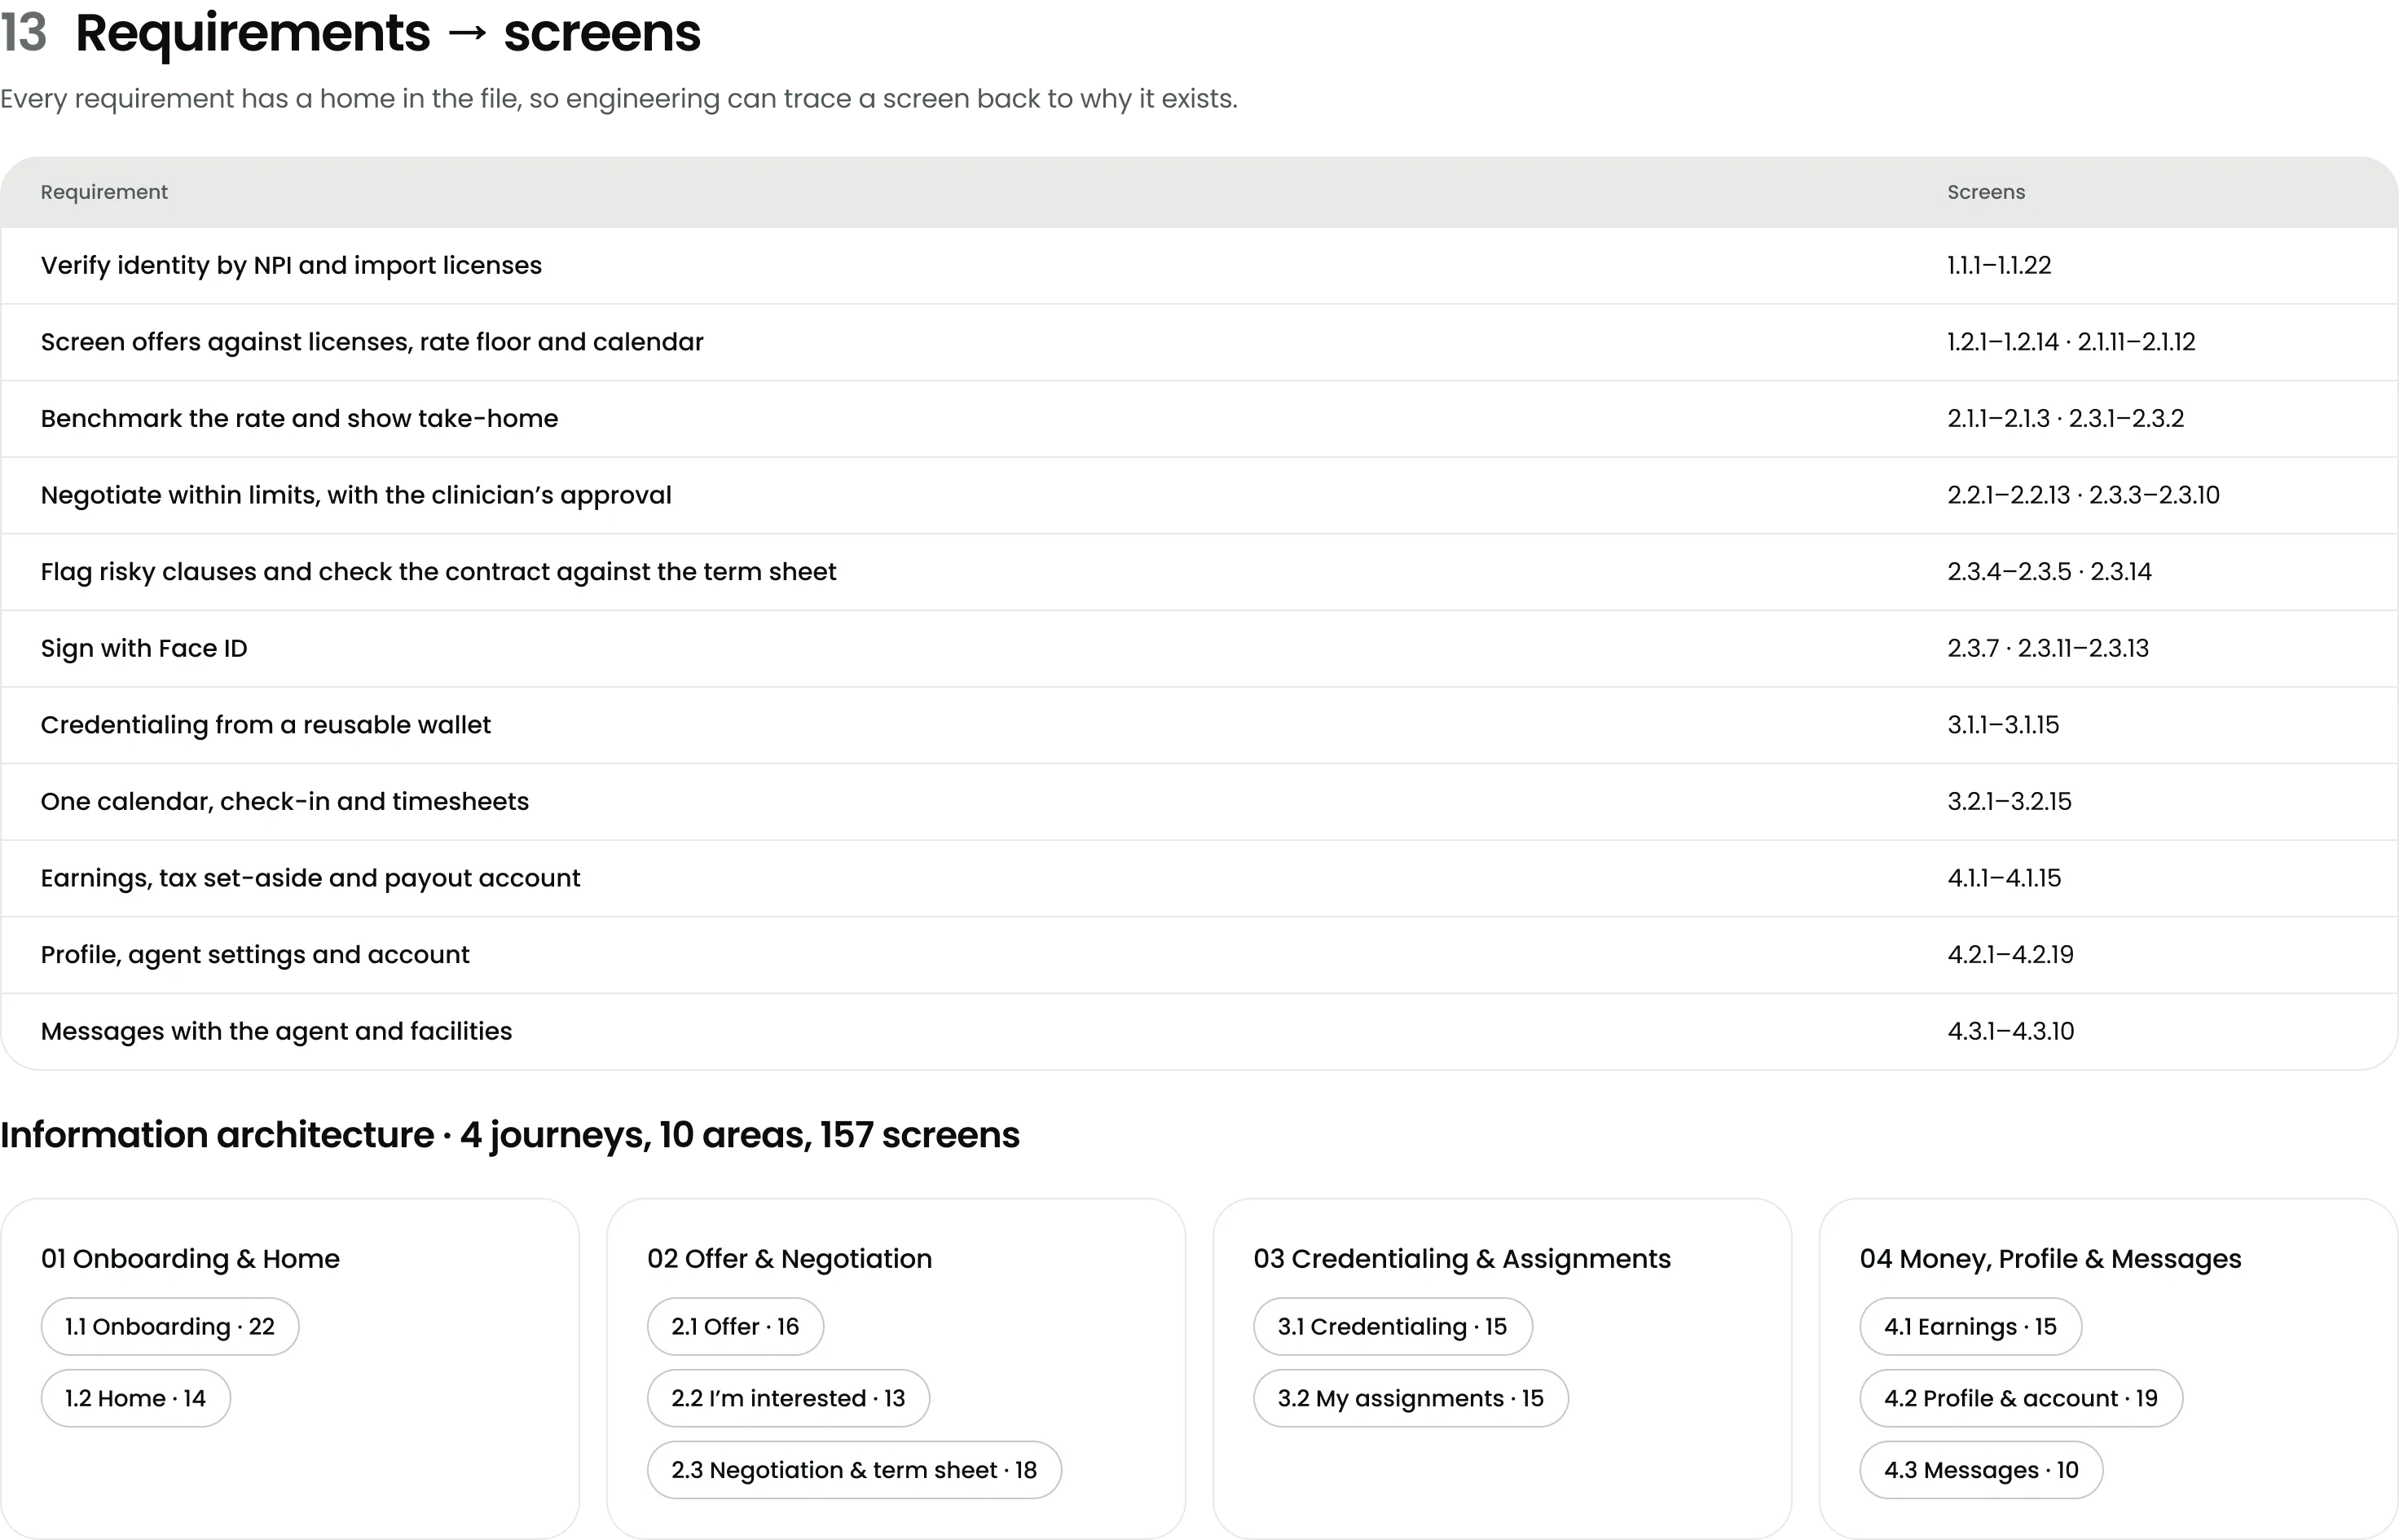 13 Requirements → screens
Every requirement has a home in the file, so engineering can trace a screen back to why it exists.
Requirement Screens
Verify identity by NPI and import licenses 1.1.1–1.1.22
Screen offers against licenses, rate floor and calendar 1.2.1–1.2.14 · 2.1.11–2.1.12
Benchmark the rate and show take-home 2.1.1–2.1.3 · 2.3.1–2.3.2
Negotiate within limits, with the clinician’s approval 2.2.1–2.2.13 · 2.3.3–2.3.10
Flag risky clauses and check the contract against the term sheet 2.3.4–2.3.5 · 2.3.14
Sign with Face ID 2.3.7 · 2.3.11–2.3.13
Credentialing from a reusable wallet 3.1.1–3.1.15
One calendar, check-in and timesheets 3.2.1–3.2.15
Earnings, tax set-aside and payout account 4.1.1–4.1.15
Profile, agent settings and account 4.2.1–4.2.19
Messages with the agent and facilities 4.3.1–4.3.10
Information architecture · 4 journeys, 10 areas, 157 screens
01 Onboarding & Home
1.1 Onboarding · 22
1.2 Home · 14
02 Offer & Negotiation
2.1 Offer · 16
2.2 I’m interested · 13
2.3 Negotiation & term sheet · 18
03 Credentialing & Assignments
3.1 Credentialing · 15
3.2 My assignments · 15
04 Money, Profile & Messages
4.1 Earnings · 15
4.2 Profile & account · 19
4.3 Messages · 10